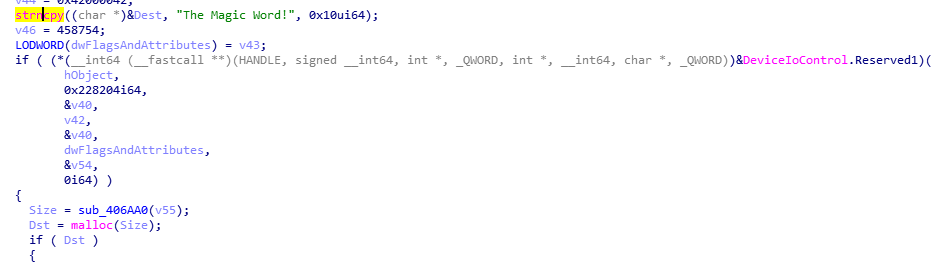 v44 = 0x42000042;
strncpy((char *)&Dest, "The Magic Word!", 0x10ui64);
v46 = 458754;
LODWORD(dwFlagsAndAttributes) = v43;
if ( (*(__int64 (__fastcall **)(HANDLE, signed __int64, int *, _QWORD, int *, __int64, char *, _QWORD))&DeviceIoControl.Reserved1)(
hObject,
0x228204i64,
&v40,
v42,
&v40,
dwFlagsAndAttributes,
&v54,
0i64) )
{
Size = sub_406AA0(v55);
Dst = malloc(Size);
if ( Dst )
{